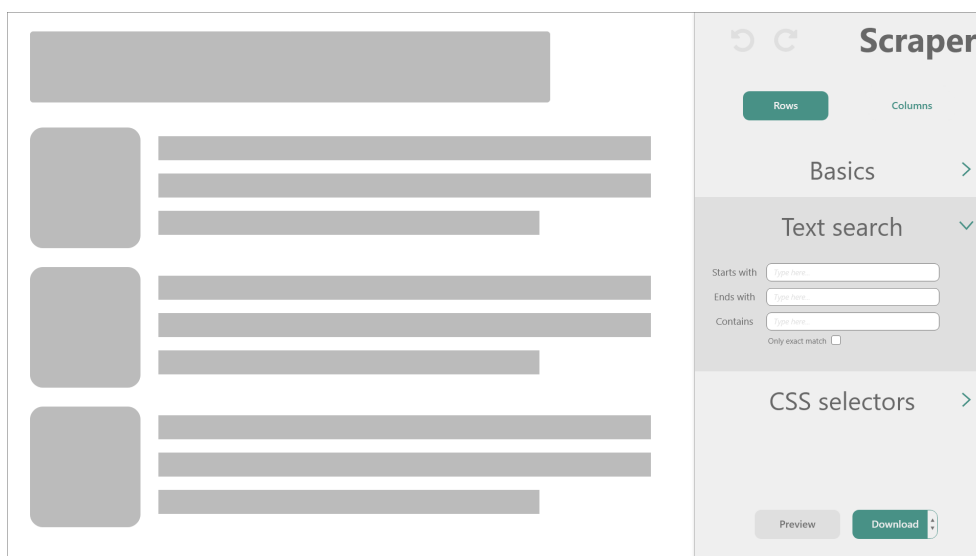 Scraper
Rows Columns
Basics
Text search
Starts with Type here..
Ends with Type here..
Contains Type here..
Only exact match
CSS selectors
Preview Download